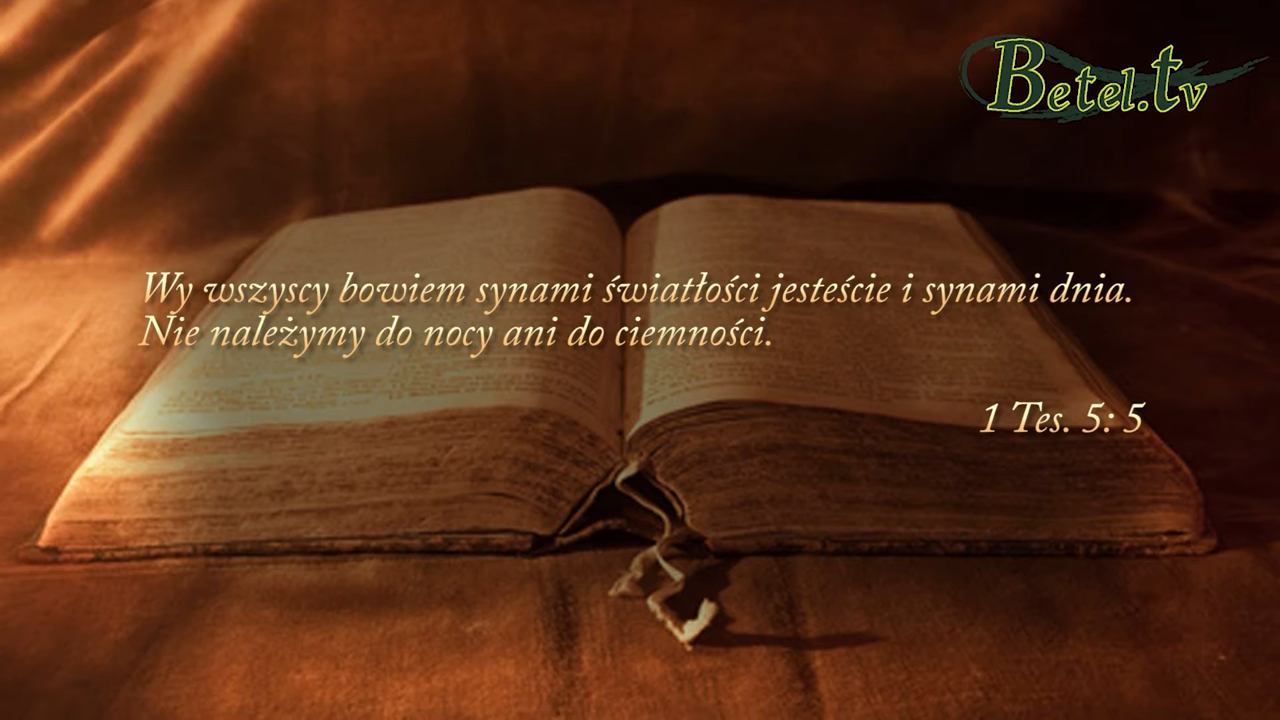 Betel.tv
Wy wszyscy bowiem synami światłości jesteście i synami dnia.
Nie należymy do nocy ani do ciemności.
1 Tes. 5: 5